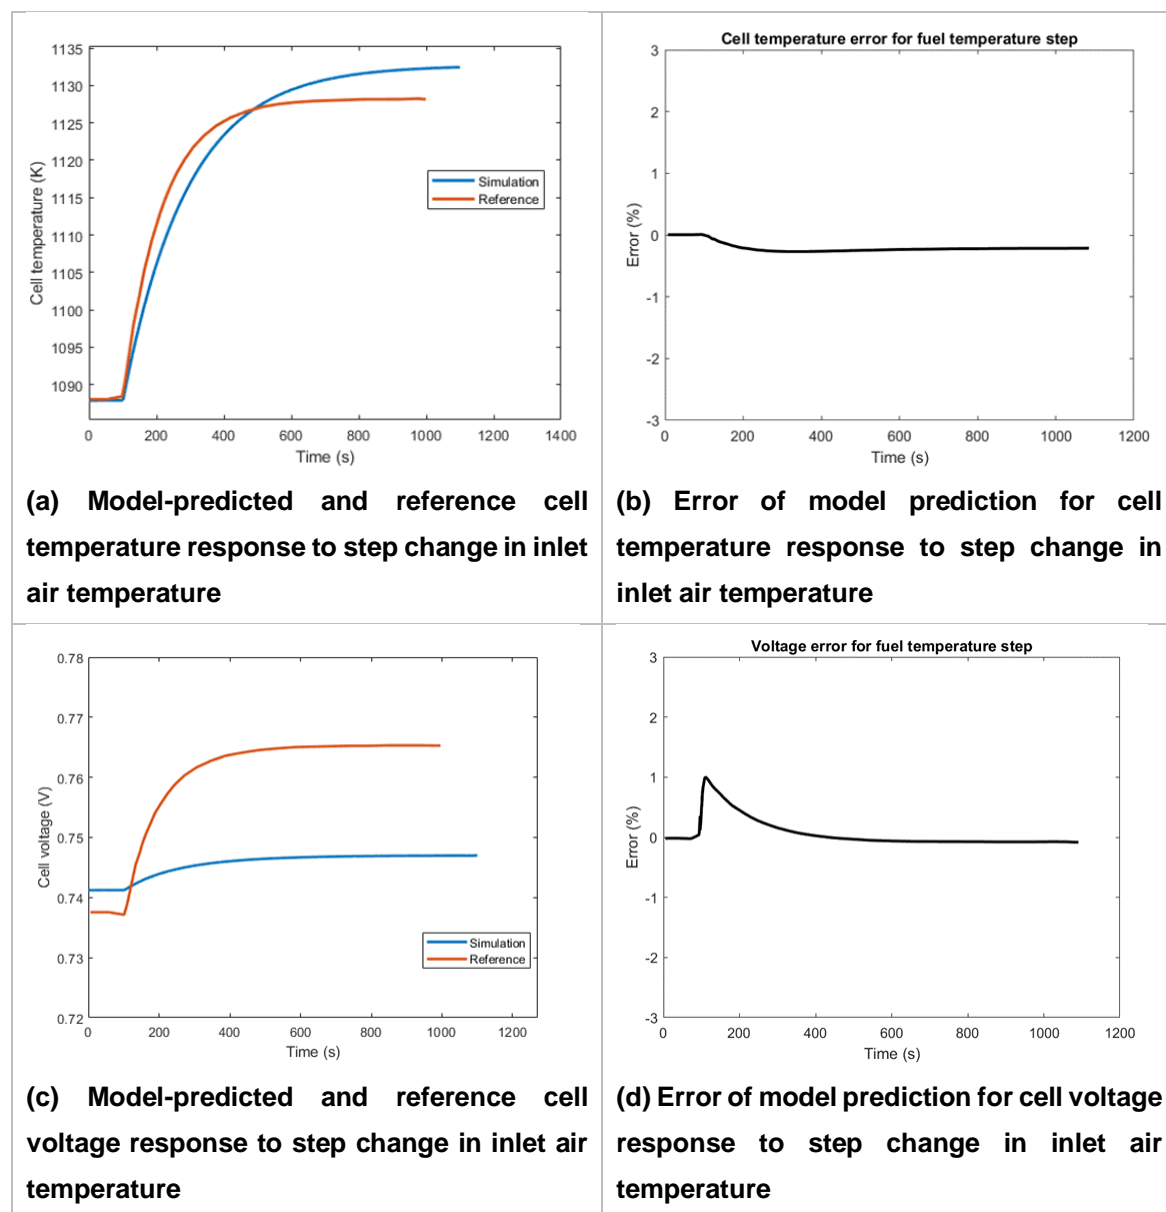 1135
1130
1125
1120
1115
1110
1105
1100
1095
1090
Cell temperature (K)
Simulation
Reference
0 200 400 600 800 1000 1200 1400
Time (s)
(a) Model-predicted and reference cell
temperature response to step change in inlet
air temperature
Cell temperature error for fuel temperature step
3
2
1
0
-1
-2
-3
Error (%)
0 200 400 600 800 1000 1200
Time (s)
(b) Error of model prediction for cell
temperature response to step change in
inlet air temperature
0.78
0.77
0.76
0.75
0.74
0.73
0.72
Cell voltage (V)
Simulation
Reference
0 200 400 600 800 1000 1200
Time (s)
(c) Model-predicted and reference cell
voltage response to step change in inlet air
temperature
Voltage error for fuel temperature step
3
2
1
0
-1
-2
-3
Error (%)
0 200 400 600 800 1000 1200
Time (s)
(d) Error of model prediction for cell voltage
response to step change in inlet air
temperature